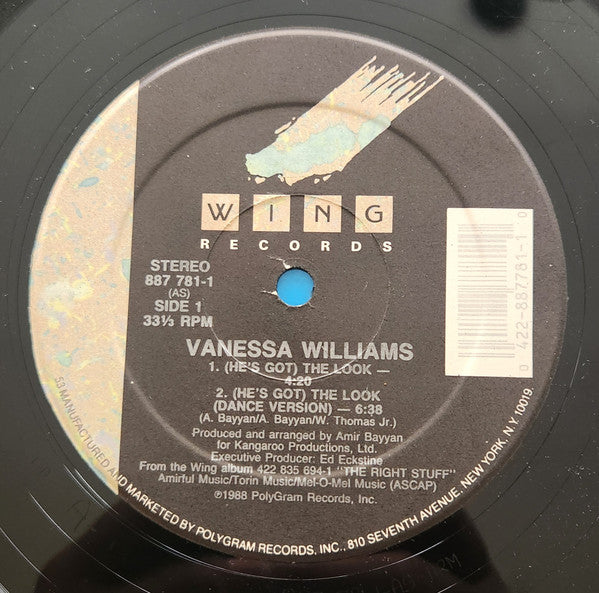 WING
RECORDS
STEREO
887 781-1
(AS)
SIDE 1
33⅓ RPM
0 422-887781-1 0
VANESSA WILLIAMS
1. (HE'S GOT) THE LOOK —
4:20
2. (HE'S GOT) THE LOOK
(DANCE VERSION) — 6:38
(A. Bayyan/A. Bayyan/W. Thomas Jr.)
Produced and arranged by Amir Bayyan
for Kangaroo Productions, Ltd.
Executive Producer: Ed Eckstine
From the Wing album 422 835 694-1 "THE RIGHT STUFF"
Amirful Music/Torin Music/Mel-O-Mel Music (ASCAP)
℗1988 PolyGram Records, Inc.
53 MANUFACTURED AND MARKETED BY POLYGRAM RECORDS, INC., 810 SEVENTH AVENUE, NEW YORK, N.Y. 10019.